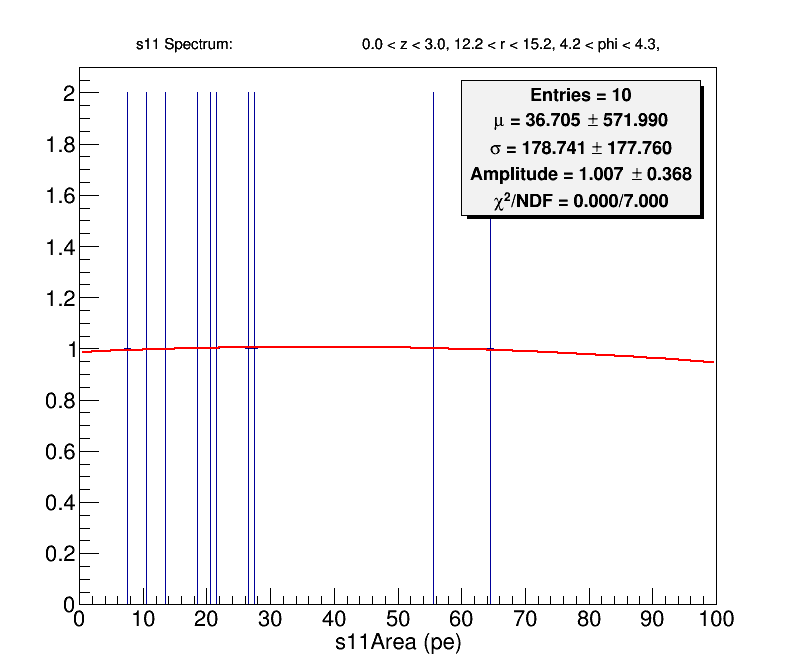 s11 Spectrum: 0.0 < z < 3.0, 12.2 < r < 15.2, 4.2 < phi < 4.3,
Entries = 10
μ = 36.705 ± 571.990
σ = 178.741 ± 177.760
Amplitude = 1.007 ± 0.368
χ²/NDF = 0.000/7.000
2
1.8
1.6
1.4
1.2
1
0.8
0.6
0.4
0.2
0
0 10 20 30 40 50 60 70 80 90 100
s11Area (pe)